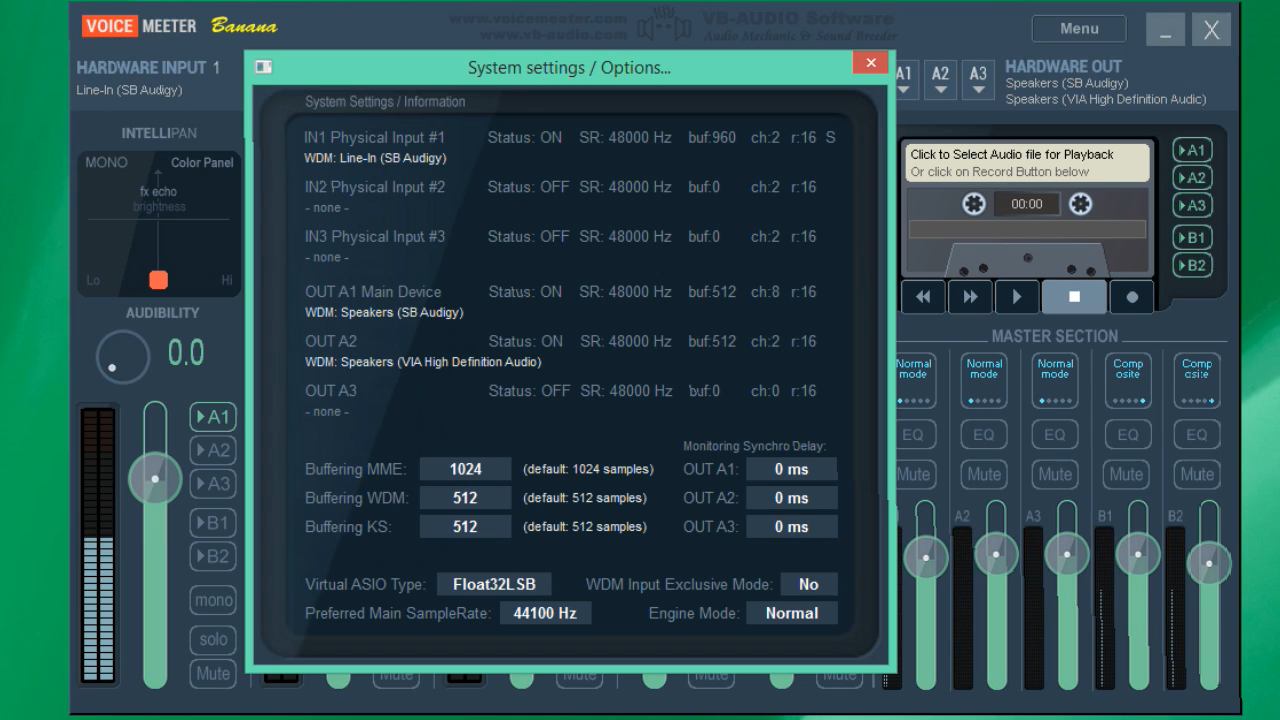 VOICE MEETER Banana
www.voicemeeter.com
www.vb-audio.com
VB-AUDIO Software
Audio Mechanic & Sound Breeder
Menu
_ X
HARDWARE INPUT 1
Line-In (SB Audigy)
INTELLIPAN
MONO Color Panel
fx echo
brightness
Lo Hi
AUDIBILITY
0.0
A1
A2
A3
B1
B2
mono
solo
Mute
System settings / Options...
System Settings / Information
IN1 Physical Input #1 Status: ON SR: 48000 Hz buf:960 ch:2 r:16 S
WDM: Line-In (SB Audigy)
IN2 Physical Input #2 Status: OFF SR: 48000 Hz buf:0 ch:2 r:16
- none -
IN3 Physical Input #3 Status: OFF SR: 48000 Hz buf:0 ch:2 r:16
- none -
OUT A1 Main Device Status: ON SR: 48000 Hz buf:512 ch:8 r:16
WDM: Speakers (SB Audigy)
OUT A2 Status: ON SR: 48000 Hz buf:512 ch:2 r:16
WDM: Speakers (VIA High Definition Audio)
OUT A3 Status: OFF SR: 48000 Hz buf:0 ch:0 r:16
- none -
Monitoring Synchro Delay:
Buffering MME: 1024 (default: 1024 samples) OUT A1: 0 ms
Buffering WDM: 512 (default: 512 samples) OUT A2: 0 ms
Buffering KS: 512 (default: 512 samples) OUT A3: 0 ms
Virtual ASIO Type: Float32LSB WDM Input Exclusive Mode: No
Preferred Main SampleRate: 44100 Hz Engine Mode: Normal
Mute Mute Mute Mute Mute
A1 A2 A3
HARDWARE OUT
Speakers (SB Audigy)
Speakers (VIA High Definition Audio)
Click to Select Audio file for Playback
Or click on Record Button below
00:00
A1
A2
A3
B1
B2
MASTER SECTION
Normal mode Normal mode Normal mode Comp osite Comp osite
EQ EQ EQ EQ EQ
Mute Mute Mute Mute Mute
A2 A3 B1 B2